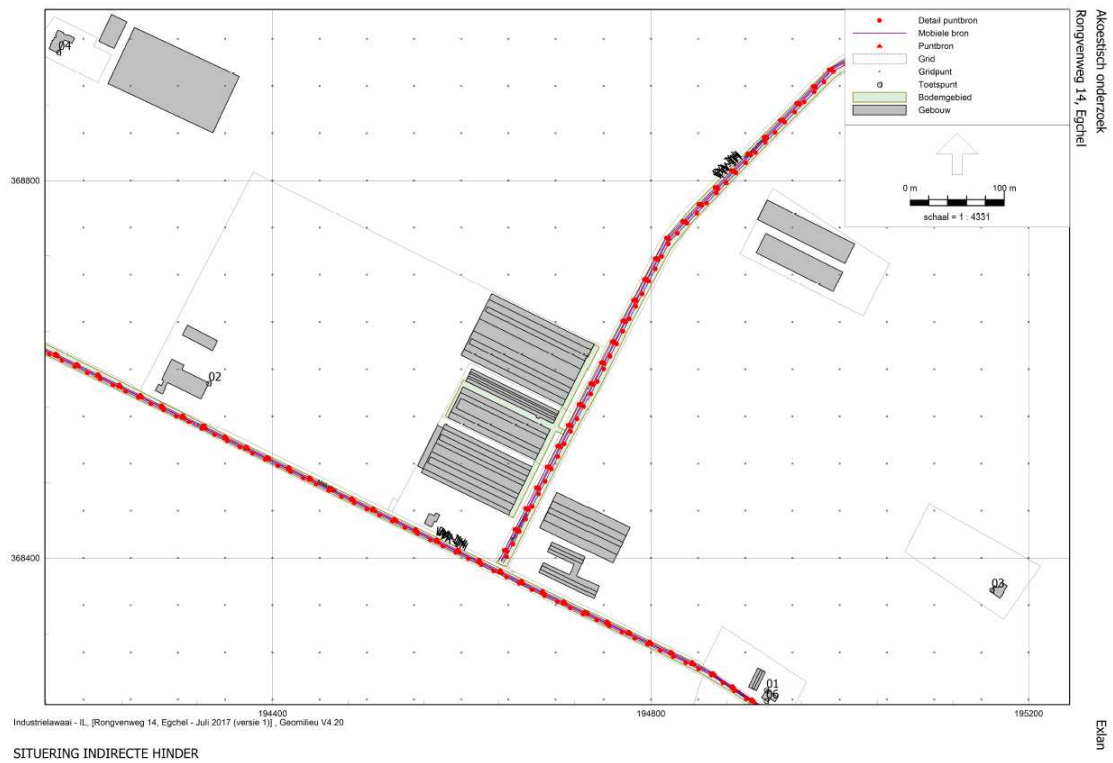 Akoestisch onderzoek
Rongvenweg 14, Egchel
Detail puntbron
Mobiele bron
Puntbron
Grid
Gridpunt
Toetspunt
Bodemgebied
Gebouw
0 m
100 m
schaal = 1 : 4331
04
368800
02
368400
03
01
06
194400
194800
195200
Industrielawaai - IL, [Rongvenweg 14, Egchel - Juli 2017 (versie 1)] , Geomilieu V4.20
SITUERING INDIRECTE HINDER
Exlan